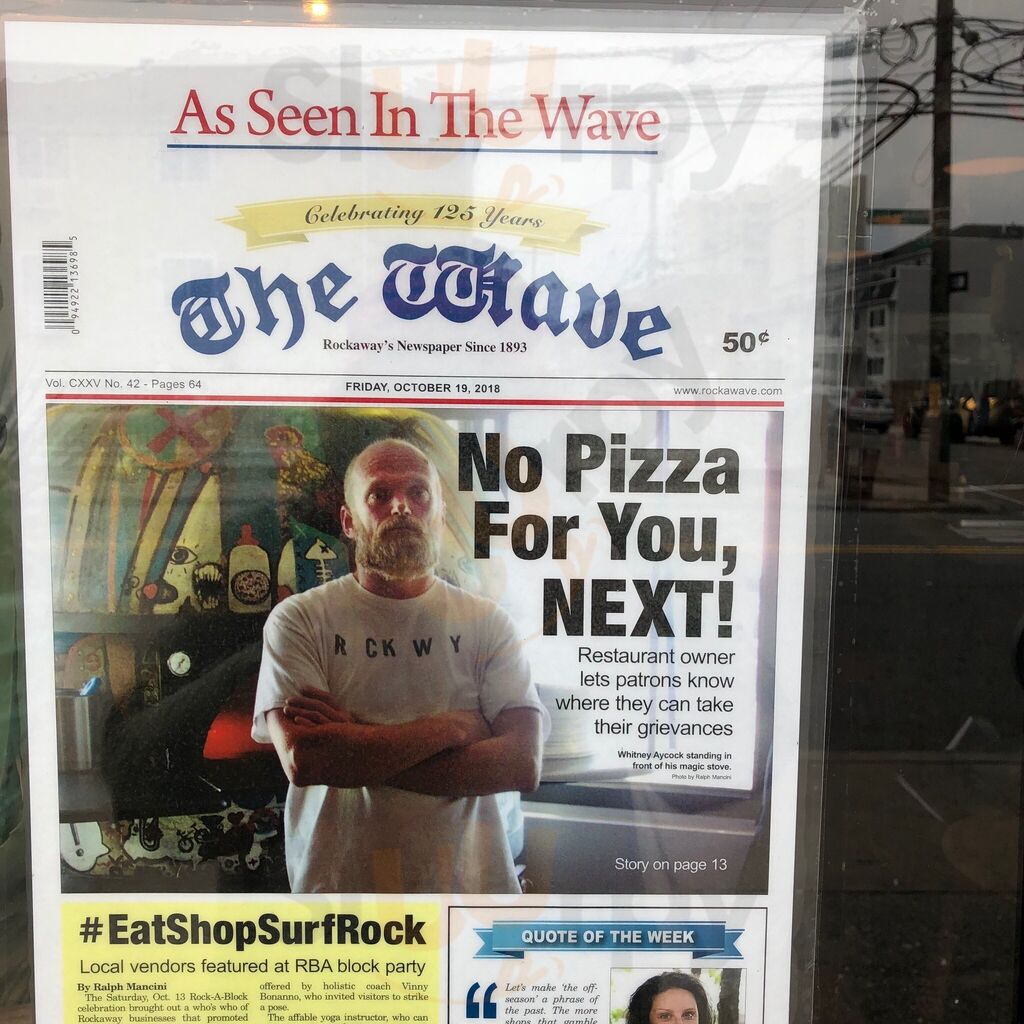 As Seen In The Wave
Celebrating 125 Years
The Wave
Rockaway's Newspaper Since 1893
50¢
0 94922 13698 5
Vol. CXXV No. 42 - Pages 64
FRIDAY, OCTOBER 19, 2018
www.rockawave.com
No Pizza
For You,
NEXT!
Restaurant owner
lets patrons know
where they can take
their grievances
Whitney Aycock standing in
front of his magic stove.
Photo by Ralph Mancini
R CK W Y
Story on page 13
#EatShopSurfRock
Local vendors featured at RBA block party
By Ralph Mancini
The Saturday, Oct. 13 Rock-A-Block
celebration brought out a who's who of
Rockaway businesses that promoted
offered by holistic coach Vinny
Bonanno, who invited visitors to strike
a pose.
The affable yoga instructor, who can
QUOTE OF THE WEEK
“Let's make 'the off-
season' a phrase of
the past. The more
shops that gamble
slUUrpy